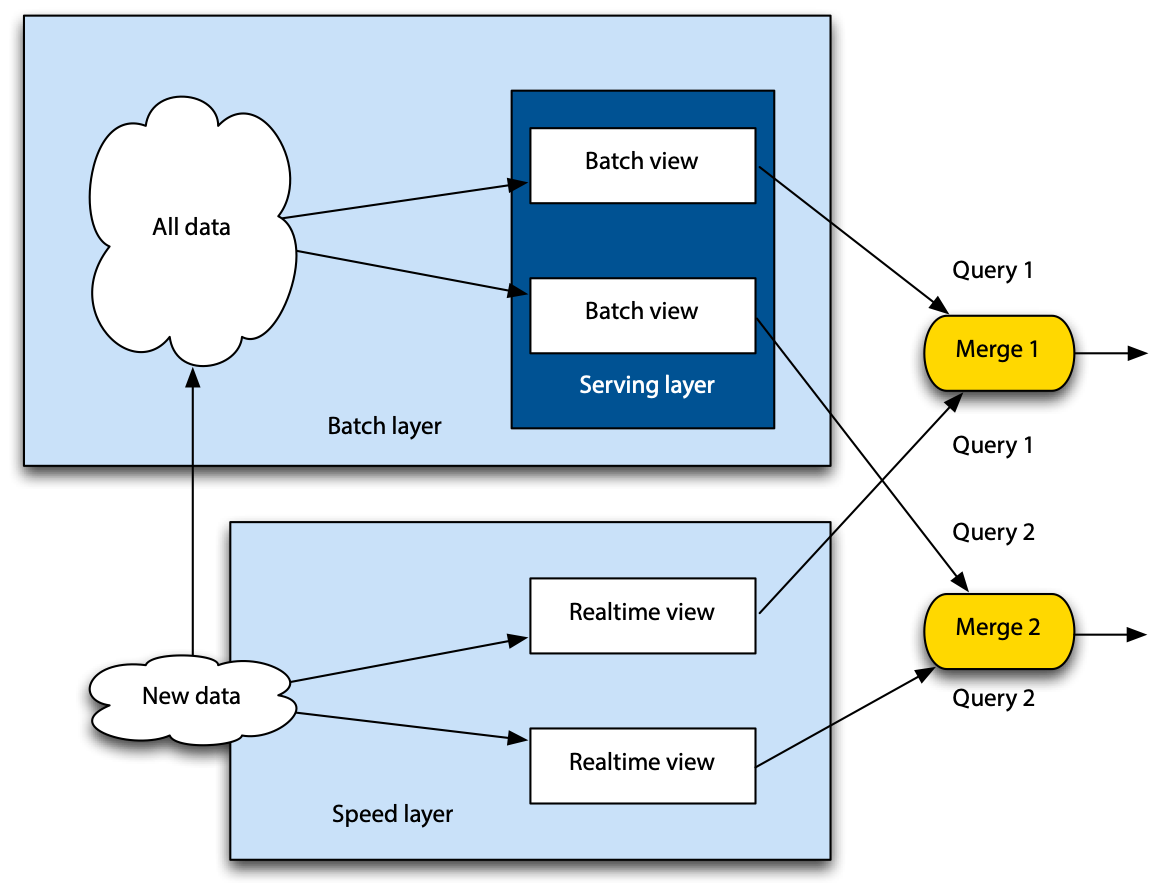 Batch view
All data
Query 1
Batch view
Merge 1
Serving layer
Batch layer
Query 1
Query 2
Realtime view
Merge 2
New data
Query 2
Realtime view
Speed layer